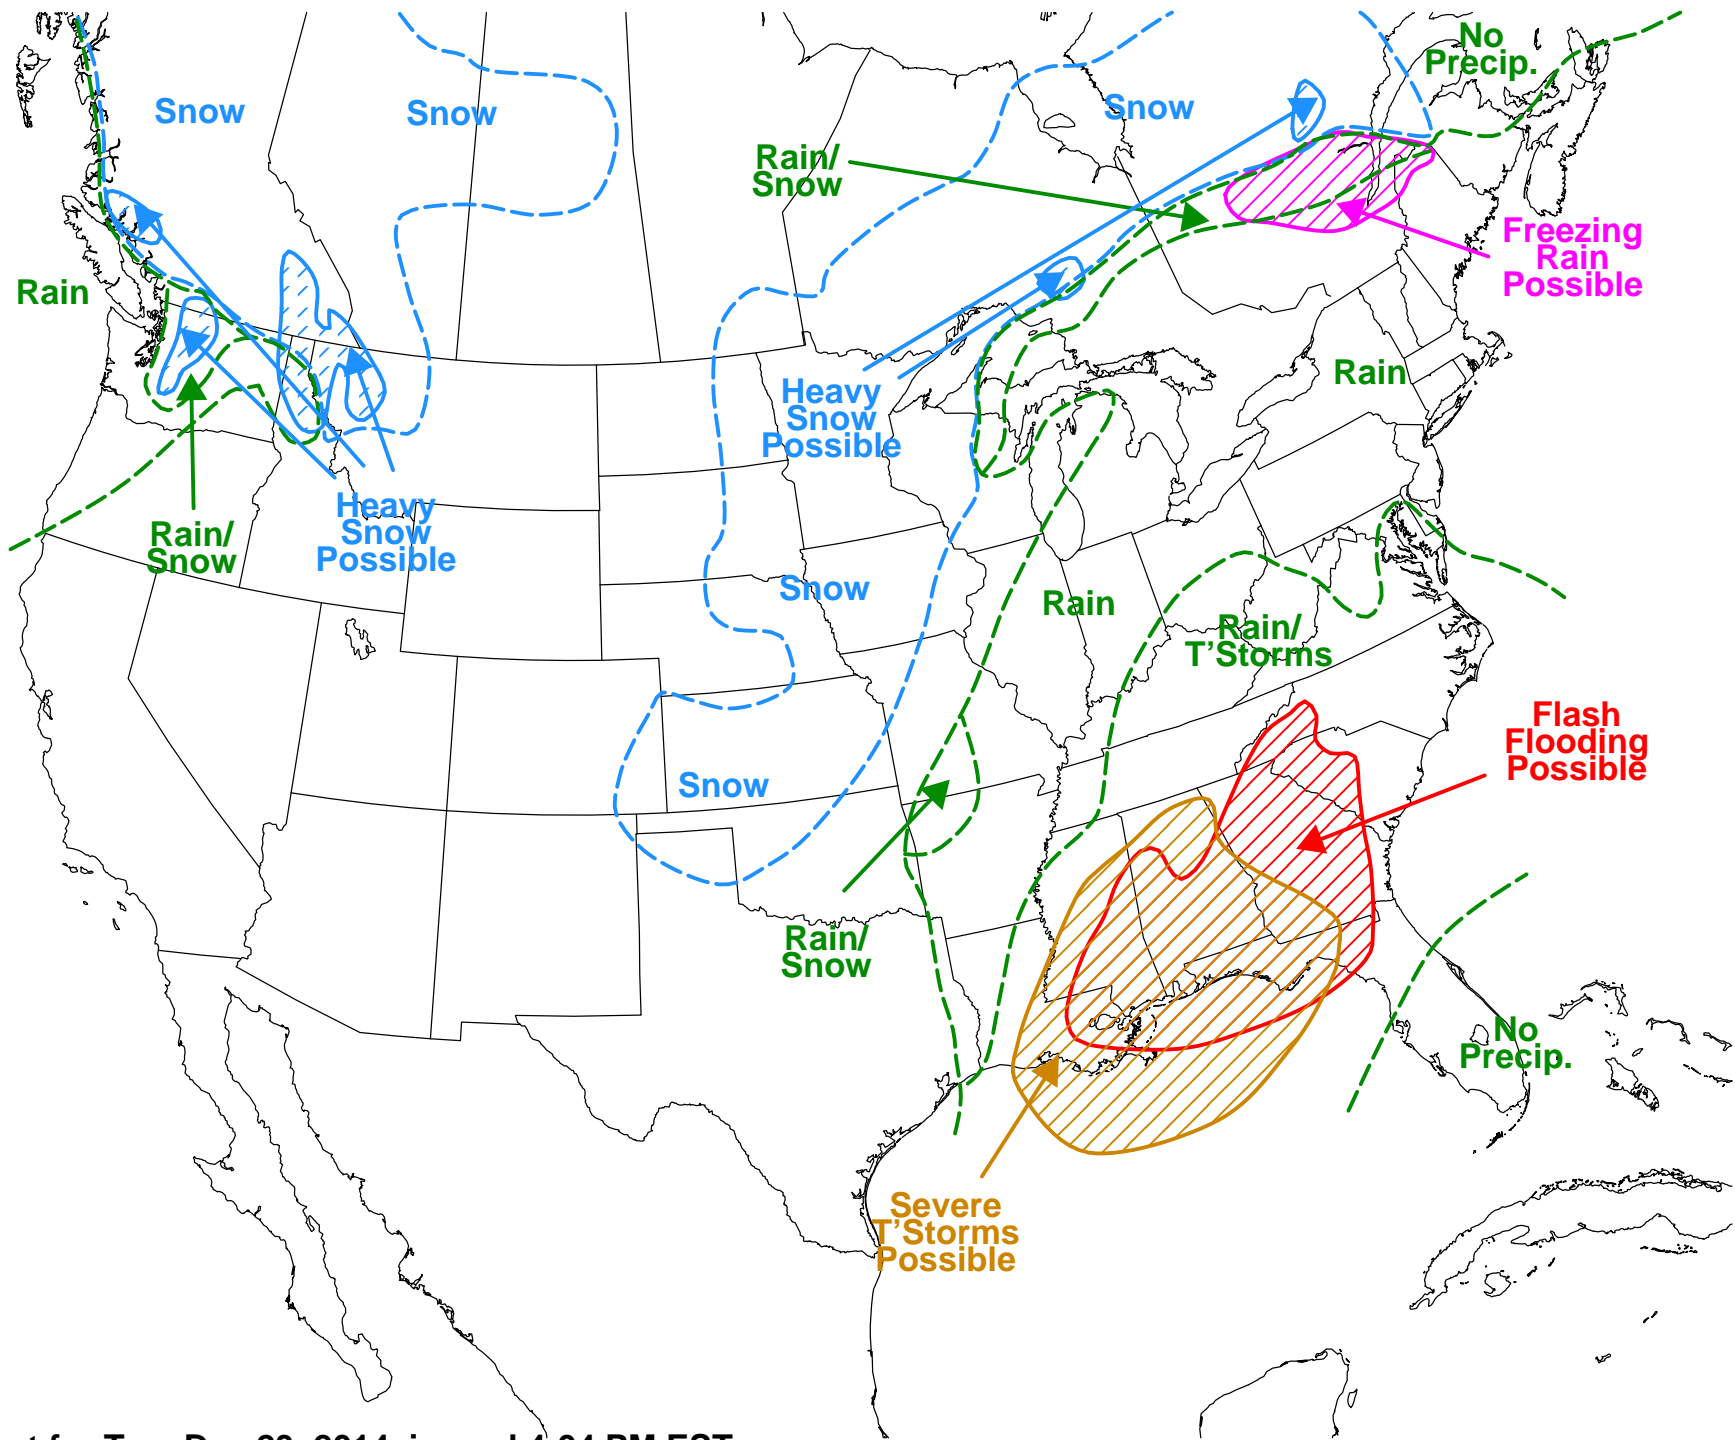 No
Precip.
Snow
Snow
Snow
Rain/
Snow
Freezing
Rain
Possible
Rain
Rain
Heavy
Snow
Possible
Heavy
Snow
Possible
Rain/
Snow
Snow
Rain
Rain/
T'Storms
Flash
Flooding
Possible
Snow
Rain/
Snow
No
Precip.
Severe
T'Storms
Possible